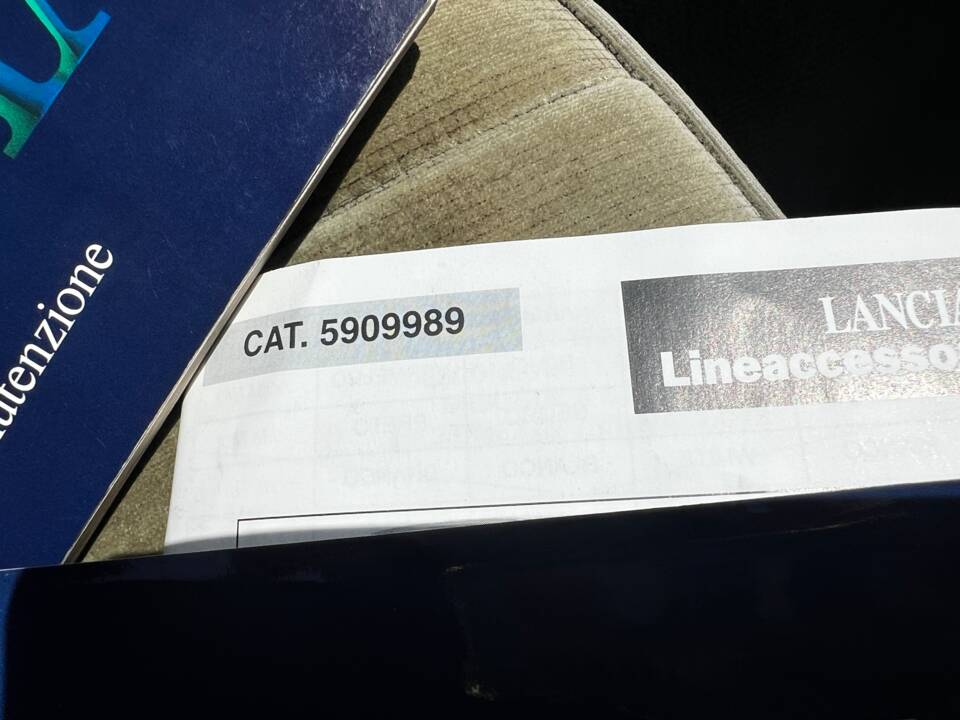 utenzione
CAT. 5909989
LANCIA
Lineaccesso